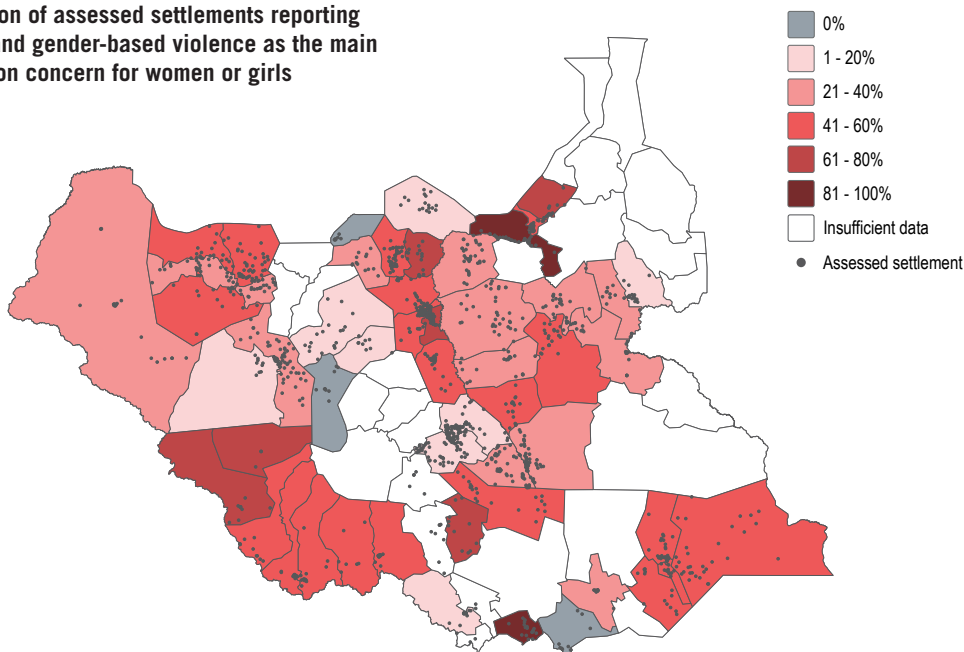 on of assessed settlements reporting
and gender-based violence as the main
on concern for women or girls
0%
1 - 20%
21 - 40%
41 - 60%
61 - 80%
81 - 100%
Insufficient data
Assessed settlement